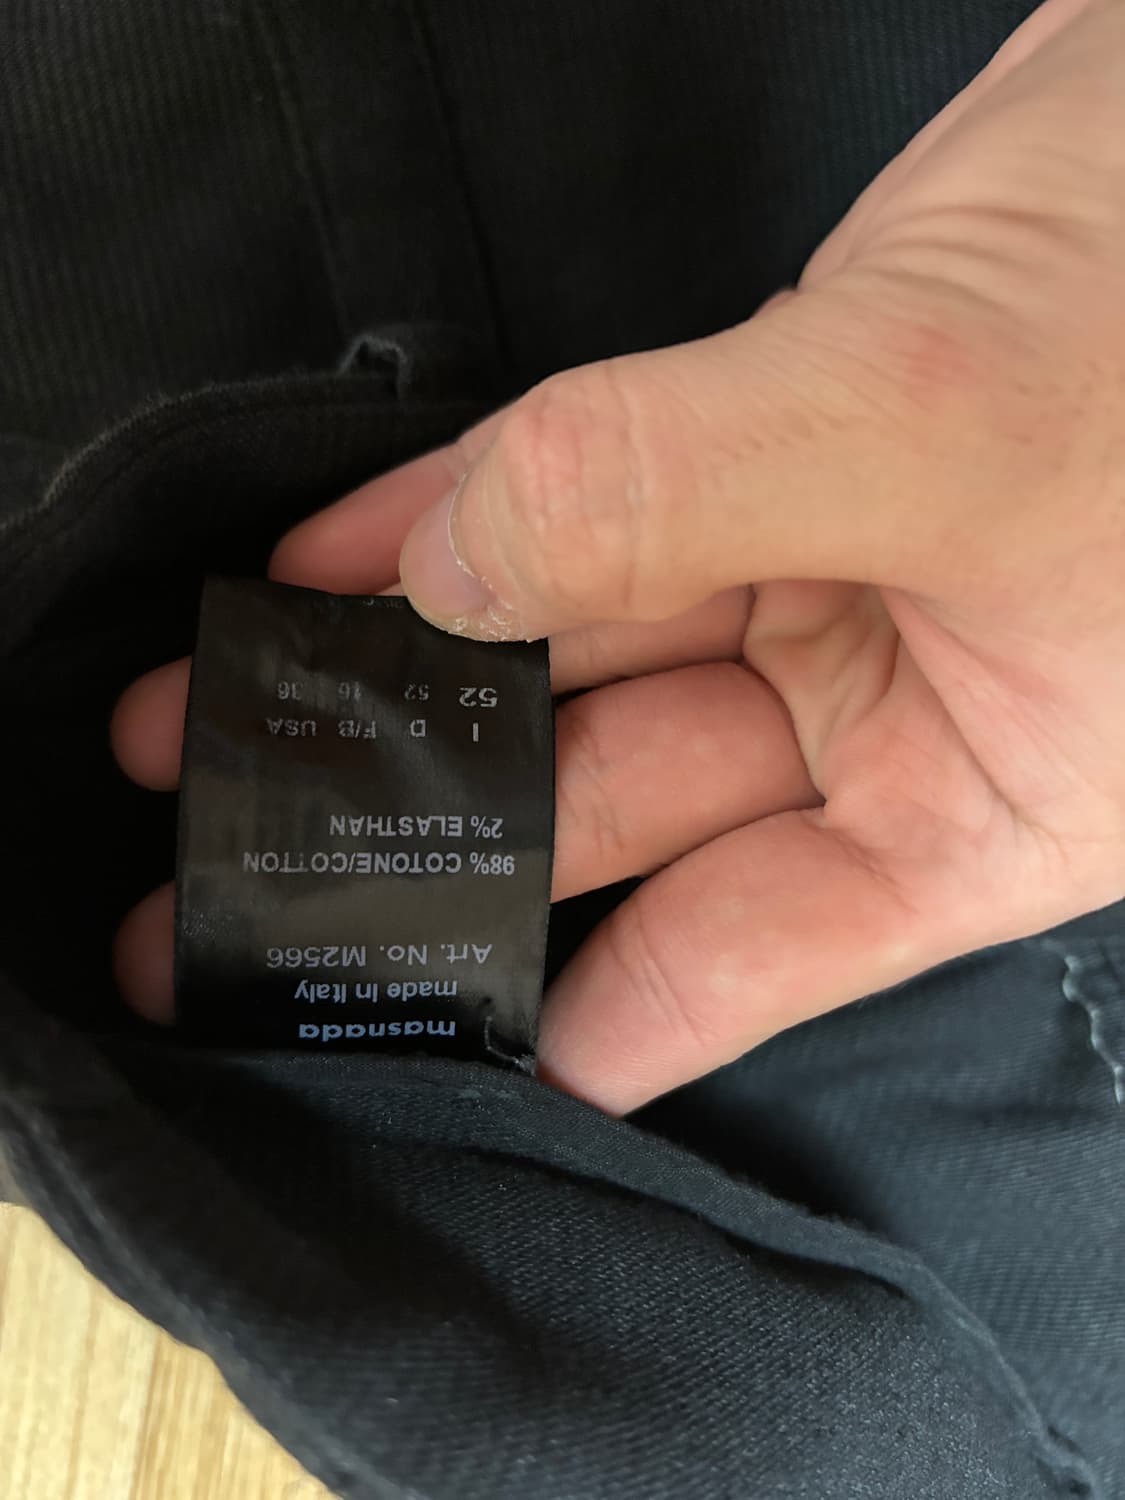 masnada
made in Italy
Art. No. M2566
98% COTONE/COTTON
2% ELASTHAN
I D F/B USA
52 52 16 36